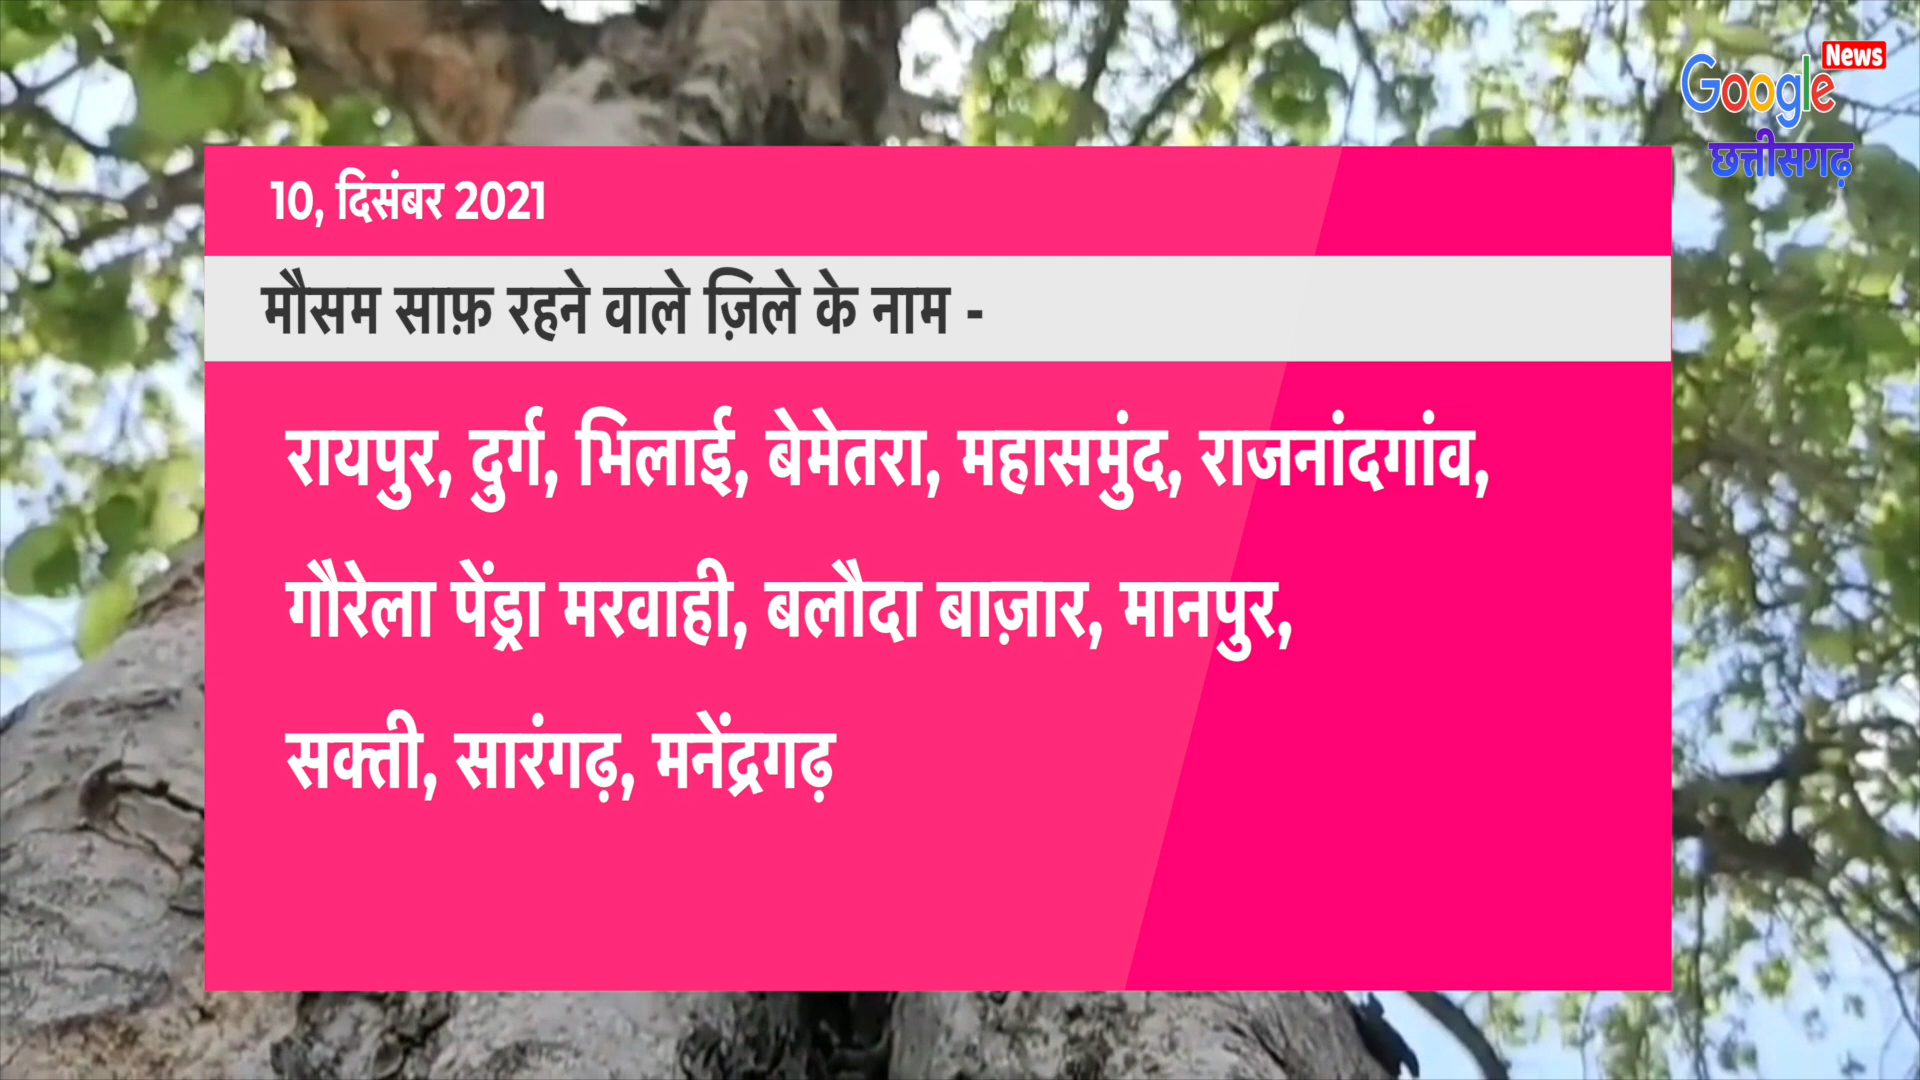 Google News
छत्तीसगढ़
10, दिसंबर 2021
मौसम साफ़ रहने वाले ज़िले के नाम -
रायपुर, दुर्ग, भिलाई, बेमेतरा, महासमुंद, राजनांदगांव,
गौरेला पेंड्रा मरवाही, बलौदा बाज़ार, मानपुर,
सक्ती, सारंगढ़, मनेंद्रगढ़